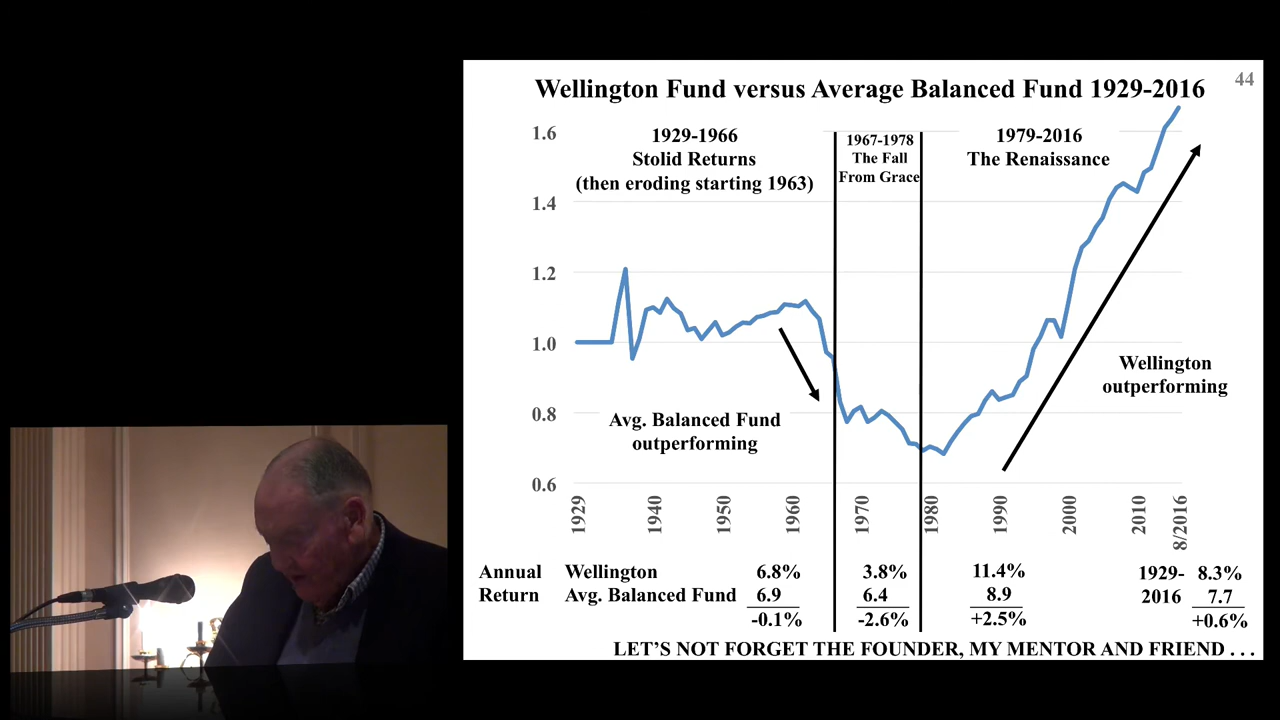 44
Wellington Fund versus Average Balanced Fund 1929-2016
1929-1966
Stolid Returns
(then eroding starting 1963)
1967-1978
The Fall
From Grace
1979-2016
The Renaissance
1.6
1.4
1.2
1.0
0.8
0.6
Avg. Balanced Fund
outperforming
Wellington
outperforming
1929
1940
1950
1960
1970
1980
1990
2000
2010
8/2016
Annual Wellington 6.8% 3.8% 11.4% 1929- 8.3%
Return Avg. Balanced Fund 6.9 6.4 8.9 2016 7.7
-0.1% -2.6% +2.5% +0.6%
LET'S NOT FORGET THE FOUNDER, MY MENTOR AND FRIEND . . .